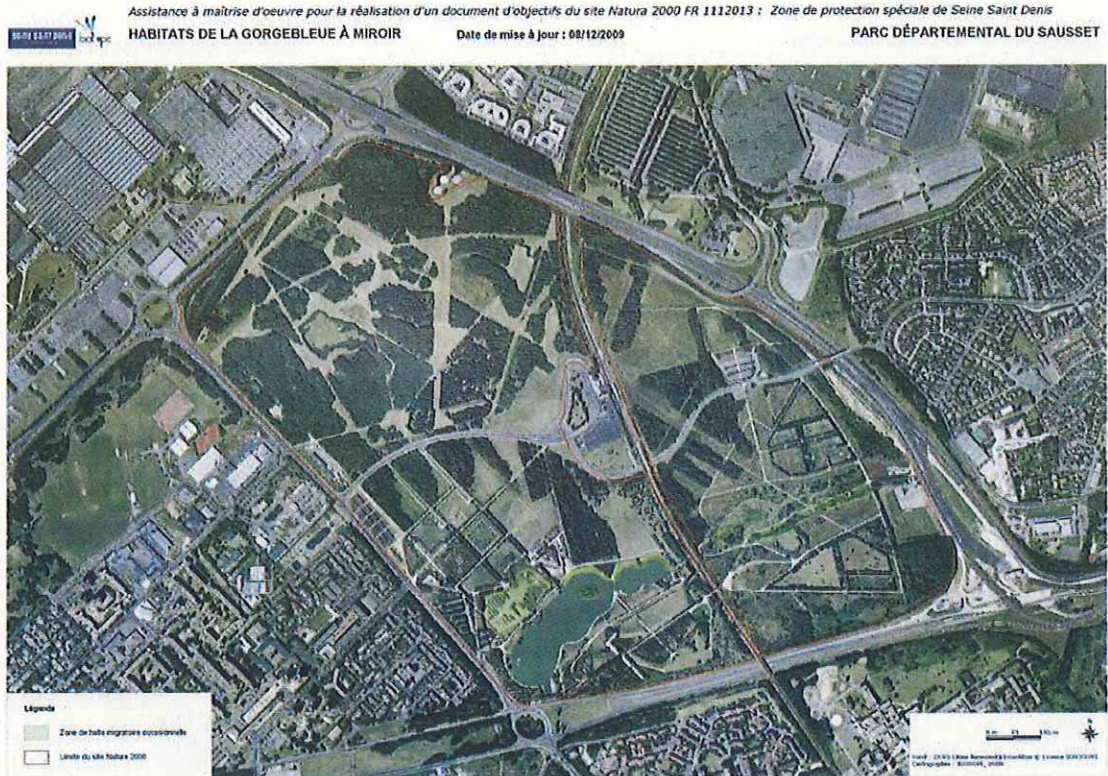 Assistance à maîtrise d'oeuvre pour la réalisation d'un document d'objectifs du site Natura 2000 FR 1112013 : Zone de protection spéciale de Seine Saint Denis
HABITATS DE LA GORGEBLEUE À MIROIR Date de mise à jour : 08/12/2009 PARC DÉPARTEMENTAL DU SAUSSET
Légende
Zone de halte migratoire occasionnelle
Limite du site Natura 2000